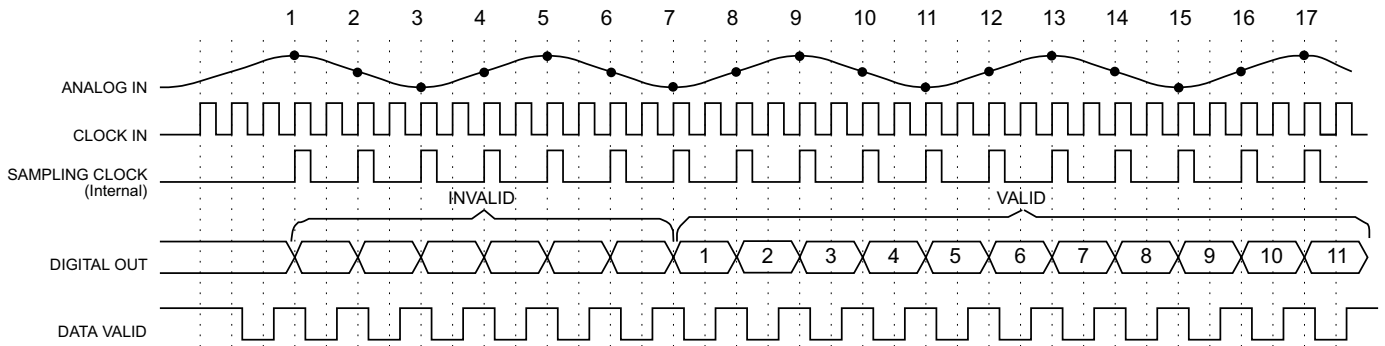 1 2 3 4 5 6 7 8 9 10 11 12 13 14 15 16 17
ANALOG IN
CLOCK IN
SAMPLING CLOCK
(Internal)
INVALID VALID
DIGITAL OUT 1 2 3 4 5 6 7 8 9 10 11
DATA VALID